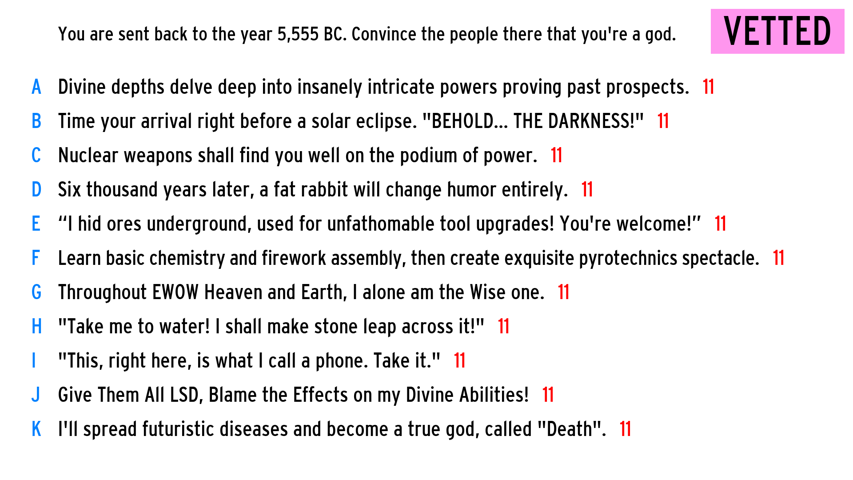 You are sent back to the year 5,555 BC. Convince the people there that you're a god.
VETTED
A Divine depths delve deep into insanely intricate powers proving past prospects. 11
B Time your arrival right before a solar eclipse. "BEHOLD... THE DARKNESS!" 11
C Nuclear weapons shall find you well on the podium of power. 11
D Six thousand years later, a fat rabbit will change humor entirely. 11
E “I hid ores underground, used for unfathomable tool upgrades! You're welcome!” 11
F Learn basic chemistry and firework assembly, then create exquisite pyrotechnics spectacle. 11
G Throughout EWOW Heaven and Earth, I alone am the Wise one. 11
H "Take me to water! I shall make stone leap across it!" 11
I "This, right here, is what I call a phone. Take it." 11
J Give Them All LSD, Blame the Effects on my Divine Abilities! 11
K I'll spread futuristic diseases and become a true god, called "Death". 11